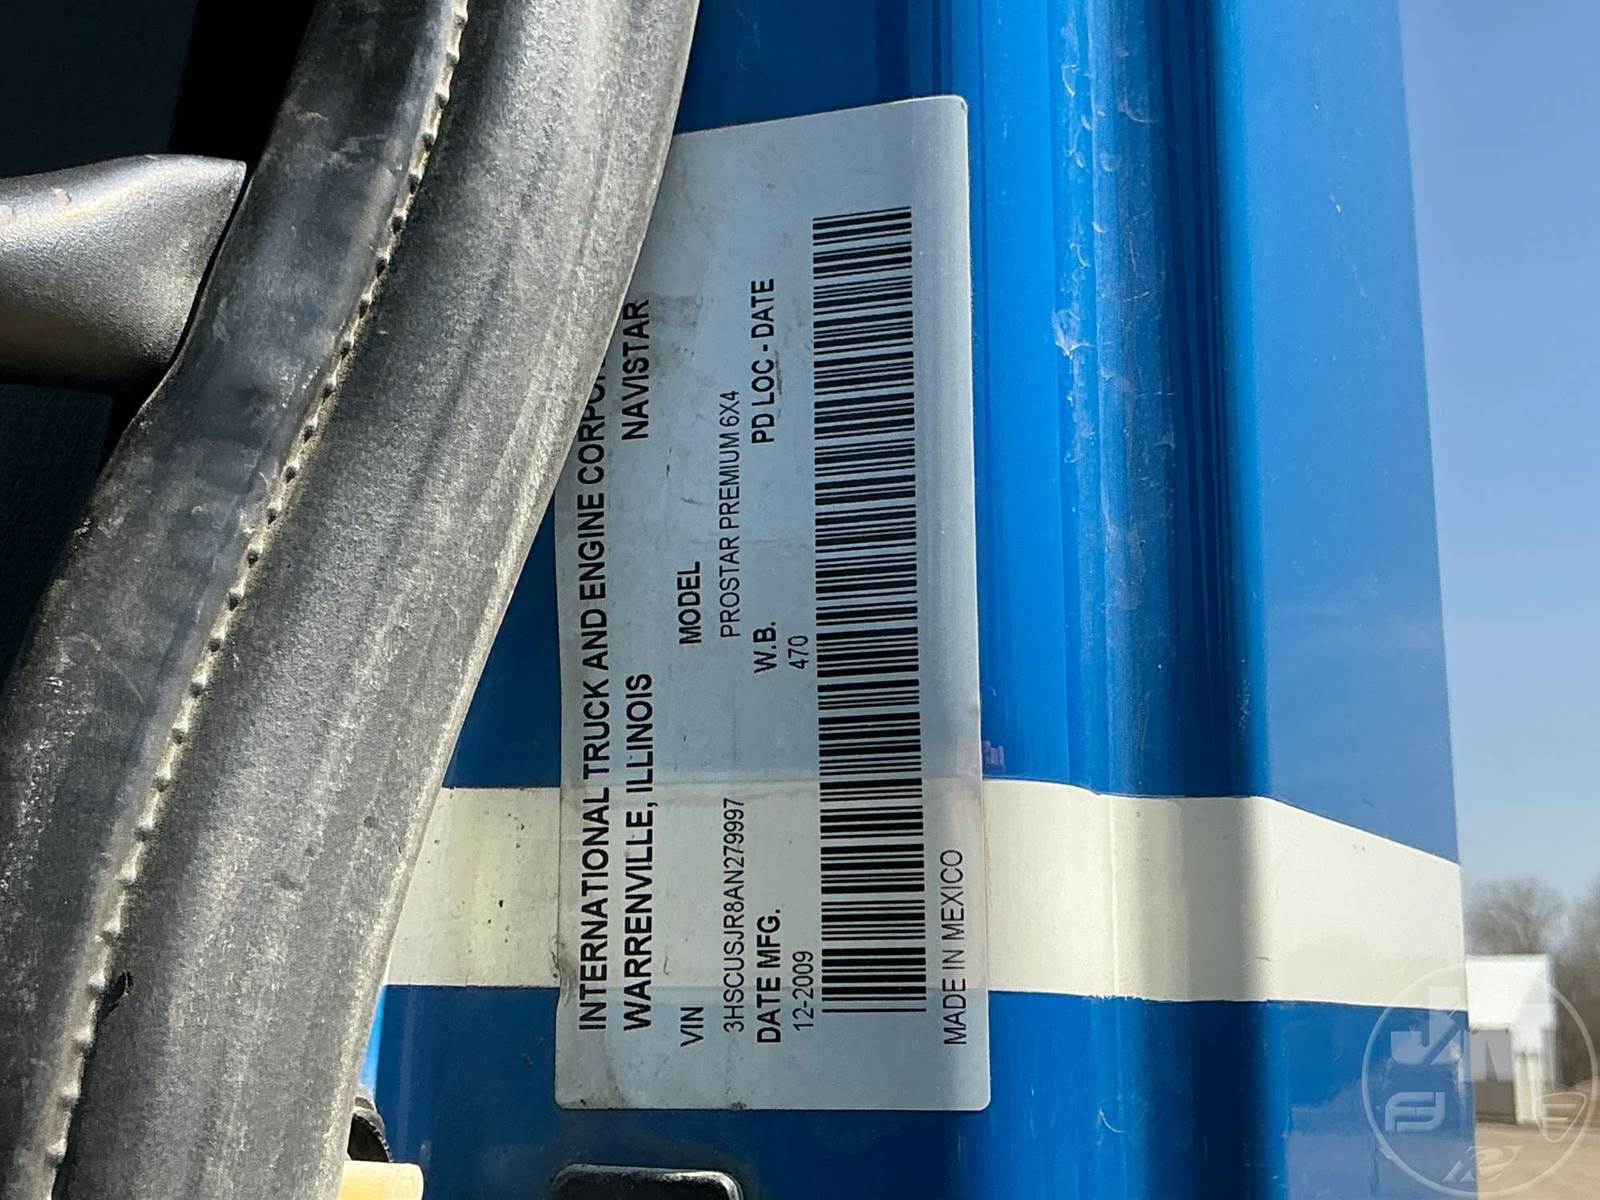 INTERNATIONAL TRUCK AND ENGINE
WARRENVILLE, ILLINOIS NAVISTAR
VIN MODEL
3HSCUSJR8AN279997 PROSTAR PREMIUM 6X4
DATE MFG. W.B. PD LOC - DATE
12-2009 470
MADE IN MEXICO